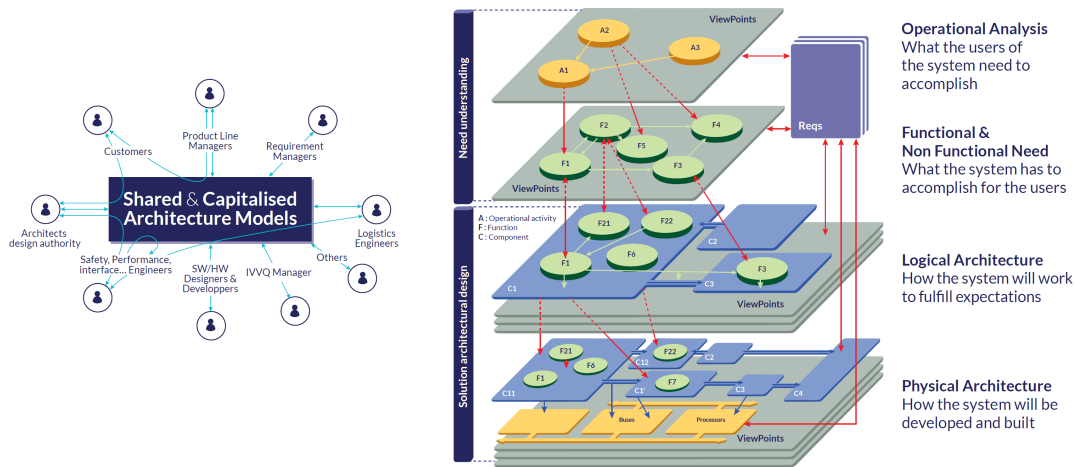 Product Line
Managers
Customers
Requirement
Managers
Shared & Capitalised
Architecture Models
Architects
design authority
Logistics
Engineers
Safety, Performance,
interface... Engineers
SW/HW
Designers &
Developpers
IVVQ Manager
Others
Need understanding
ViewPoints
A2
A3
A1
Reqs
F2
F4
F5
F1
F3
ViewPoints
Solution architectural design
A : Operational activity
F : Function
C : Component
F21
F22
C2
F6
F1
F3
C1
C3
ViewPoints
F21
F22
C2
C12
F6
F1
F7
C3
C11
C1'
C4
Buses
Processors
ViewPoints
Operational Analysis
What the users of
the system need to
accomplish
Functional &
Non Functional Need
What the system has to
accomplish for the users
Logical Architecture
How the system will work
to fulfill expectations
Physical Architecture
How the system will be
developed and built